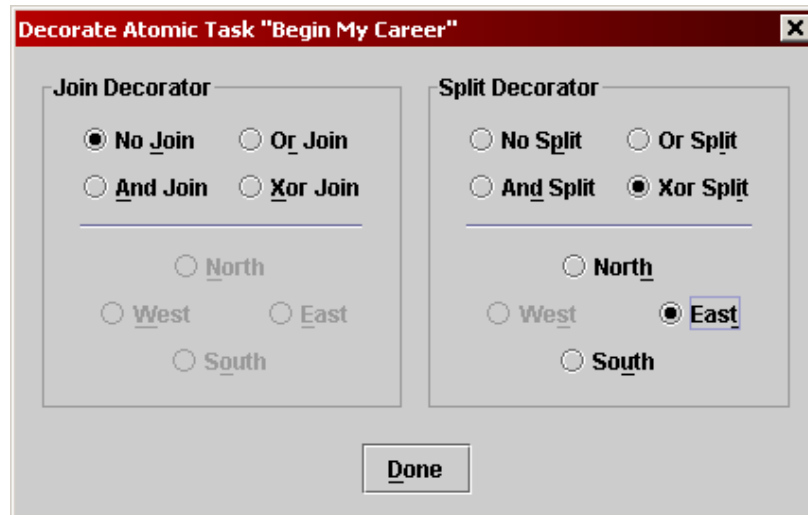 Decorate Atomic Task "Begin My Career"
Join Decorator
No Join Or Join
And Join Xor Join
North
West East
South
Split Decorator
No Split Or Split
And Split Xor Split
North
West East
South
Done